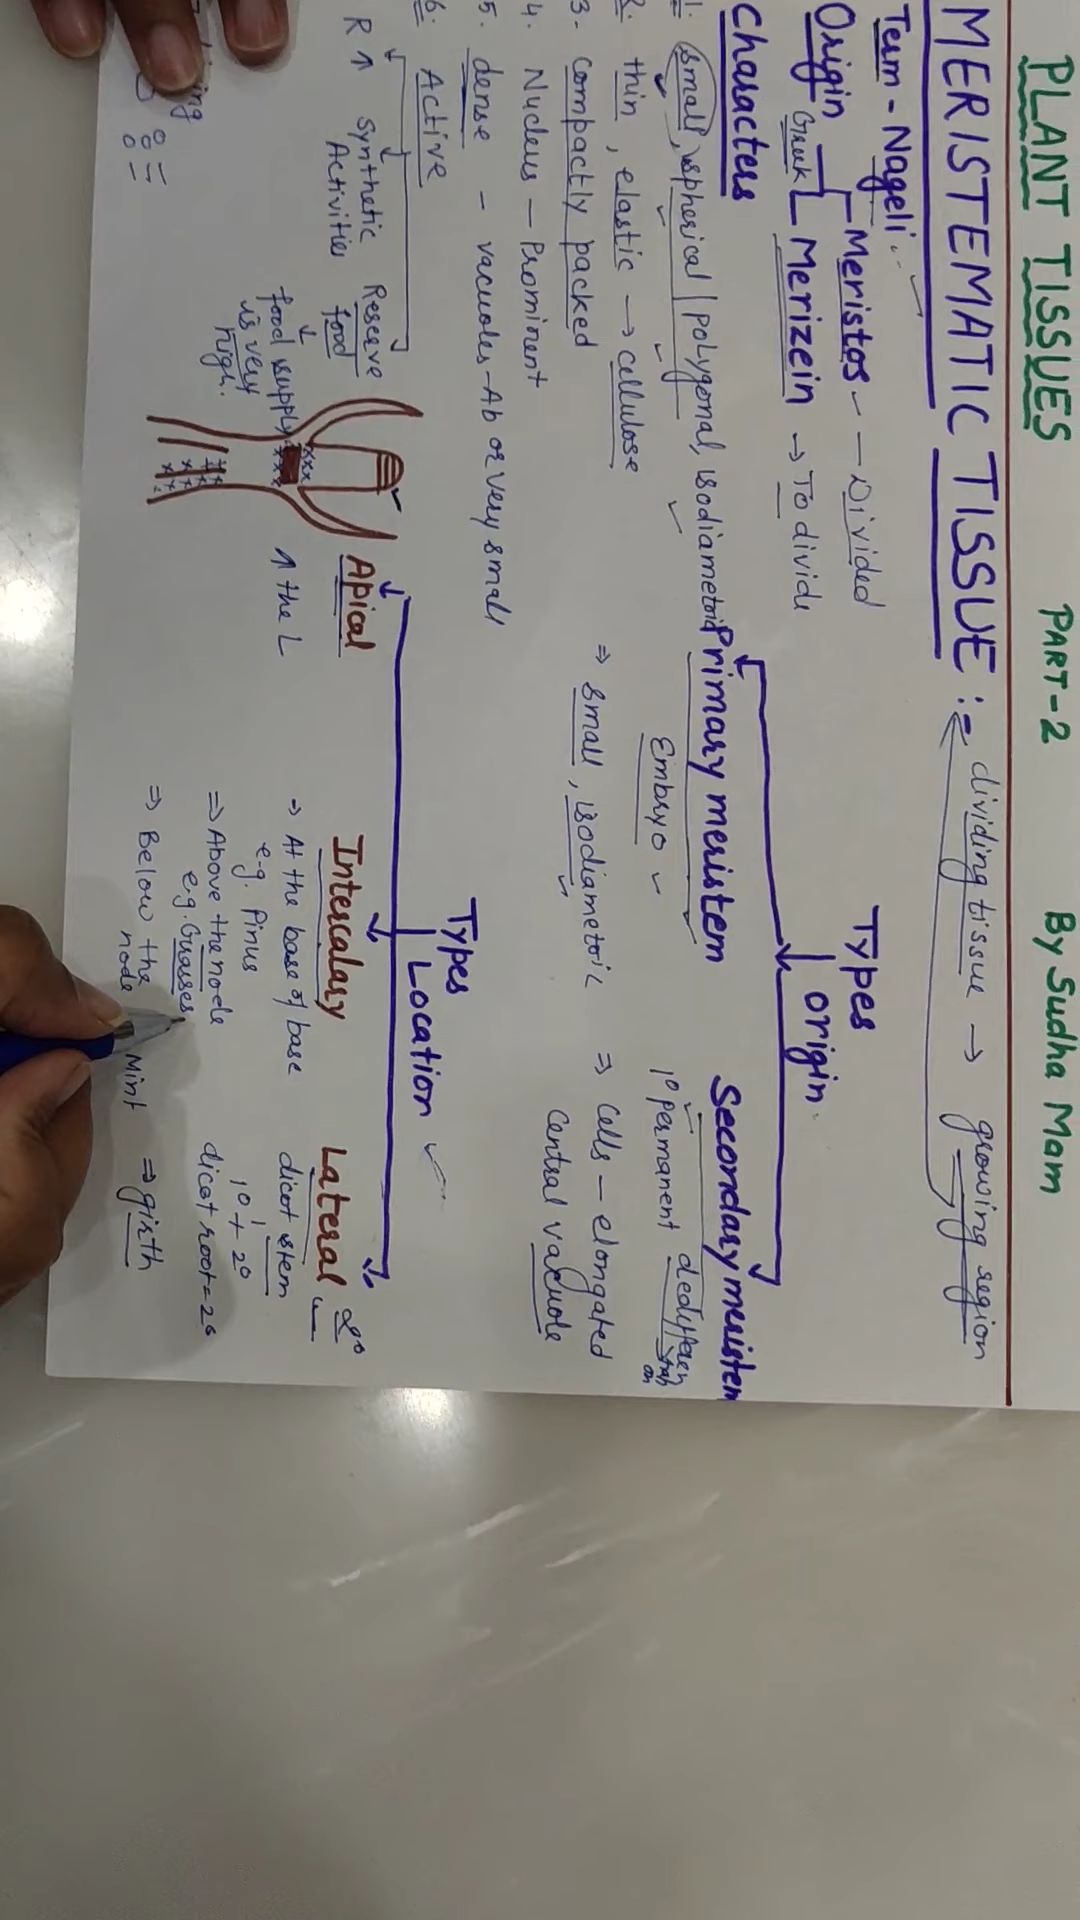 PLANT TISSUES PART-2 By Sudha Mam
MERISTEMATIC TISSUE :- dividing tissue → growing region
Term - Nageli
Origin Meristos - Divided
Greek Merizein → To divide
Characters
1. small, spherical | polygonal, isodiametric
2. thin, elastic → cellulose
3. compactly packed
4. Nucleus - Prominent
5. dense - vacuoles - Ab or very small
6. Active
R ↑ Synthetic Activities
Reserve food
↓
food supply is very high.
Types
origin
Primary meristem
Embryo
⇒ small, isodiametric
Secondary meristem
1° permanent dedifferentiation
⇒ cells - elongated
central vacuole
Types
Location
Apical
↑ the L
Intercalary
⇒ At the base of base
e.g. Pinus
⇒ Above the node
e.g. Grasses
⇒ Below the node Mint
Lateral 2°
dicot stem
1° + 2°
dicot root = 2°
⇒ girth